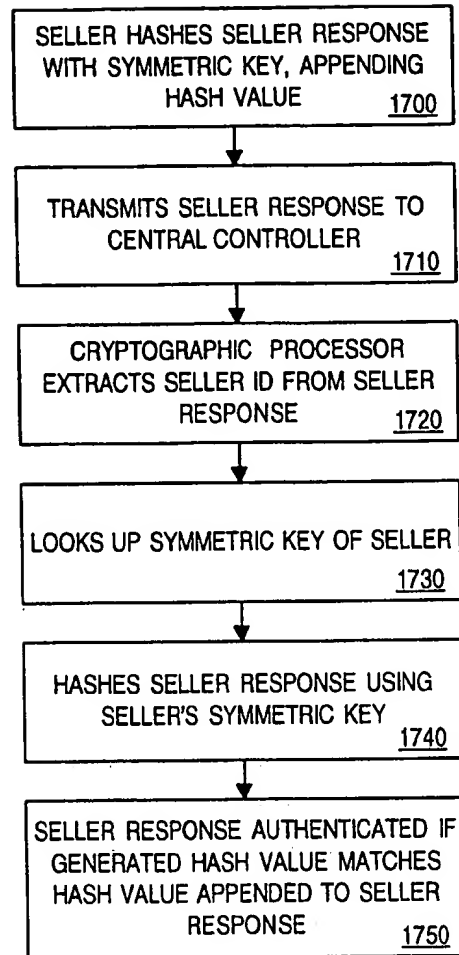 SELLER HASHES SELLER RESPONSE
WITH SYMMETRIC KEY, APPENDING
HASH VALUE 1700
TRANSMITS SELLER RESPONSE TO
CENTRAL CONTROLLER
1710
CRYPTOGRAPHIC PROCESSOR
EXTRACTS SELLER ID FROM SELLER
RESPONSE 1720
LOOKS UP SYMMETRIC KEY OF SELLER
1730
HASHES SELLER RESPONSE USING
SELLER'S SYMMETRIC KEY
1740
SELLER RESPONSE AUTHENTICATED IF
GENERATED HASH VALUE MATCHES
HASH VALUE APPENDED TO SELLER
RESPONSE 1750